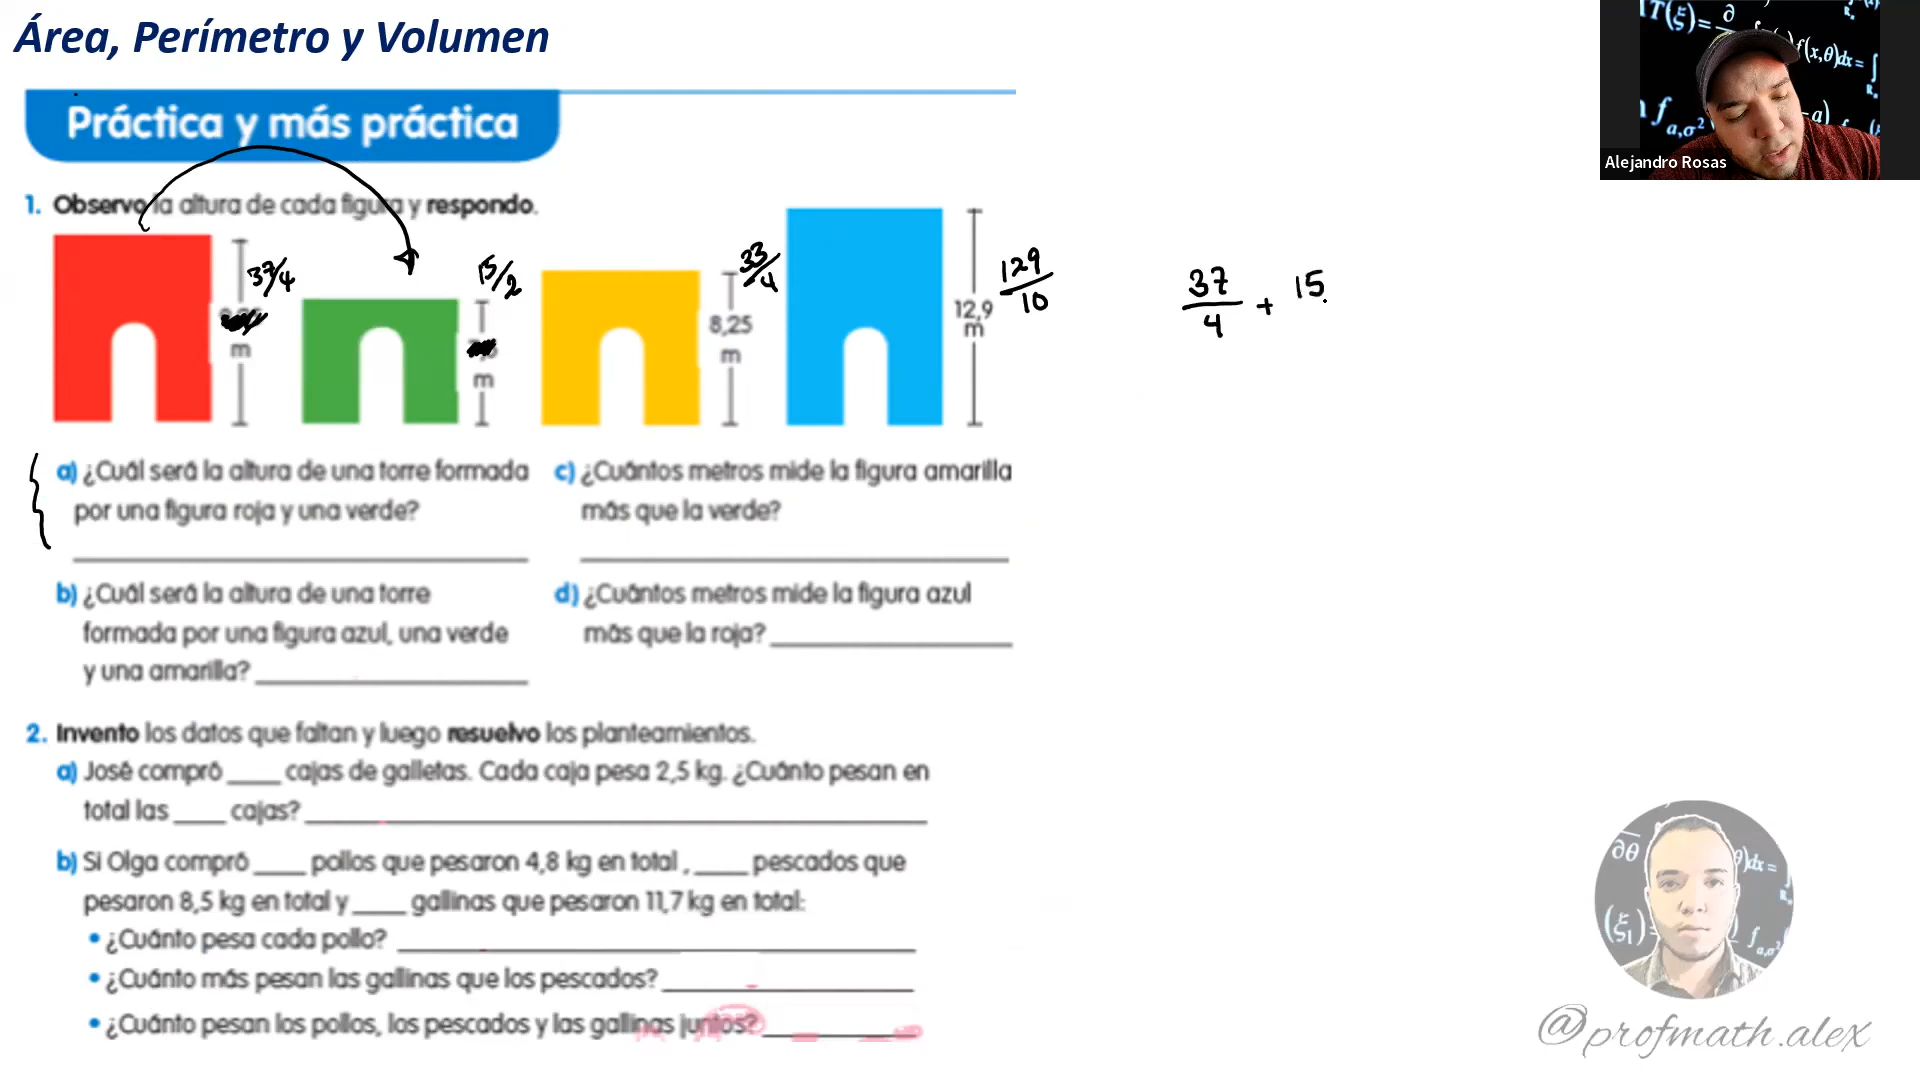 Área, Perímetro y Volumen
Práctica y más práctica
1. Observo la altura de cada figura y respondo.
37/4
m
15/2
m
33/4
8,25
m
129/10
12,9
m
37/4 + 15
a) ¿Cuál será la altura de una torre formada
por una figura roja y una verde?
b) ¿Cuál será la altura de una torre
formada por una figura azul, una verde
y una amarilla?
c) ¿Cuántos metros mide la figura amarilla
más que la verde?
d) ¿Cuántos metros mide la figura azul
más que la roja?
2. Invento los datos que faltan y luego resuelvo los planteamientos.
a) José compró ____ cajas de galletas. Cada caja pesa 2,5 kg. ¿Cuánto pesan en
total las ____ cajas?
b) Si Olga compró ____ pollos que pesaron 4,8 kg en total , ____ pescados que
pesaron 8,5 kg en total y ____ gallinas que pesaron 11,7 kg en total:
• ¿Cuánto pesa cada pollo?
• ¿Cuánto más pesan las gallinas que los pescados?
• ¿Cuánto pesan los pollos, los pescados y las gallinas juntos?
Alejandro Rosas
@profmath.alex